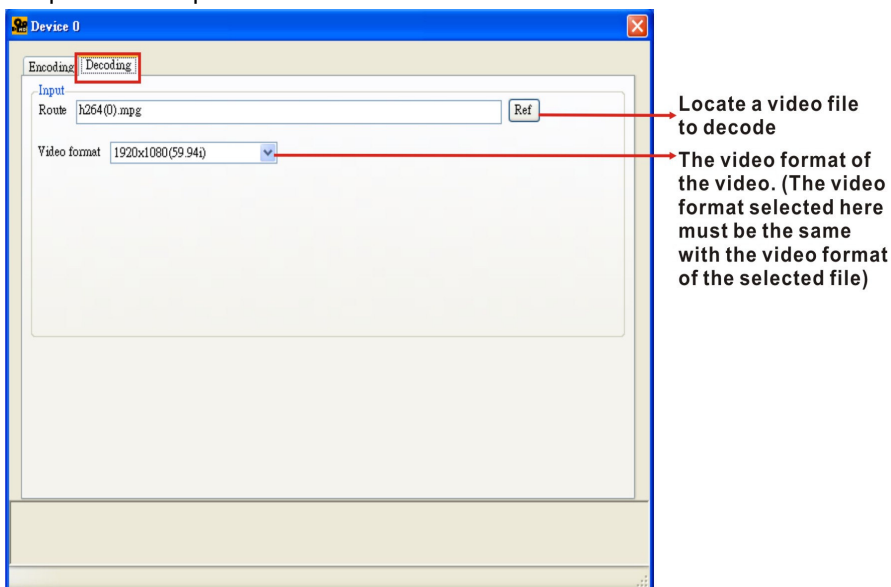 Device 0
Encoding Decoding
Input
Route h264(0).mpg Ref
Video format 1920x1080(59.94i)
Locate a video file
to decode
The video format of
the video. (The video
format selected here
must be the same
with the video format
of the selected file)